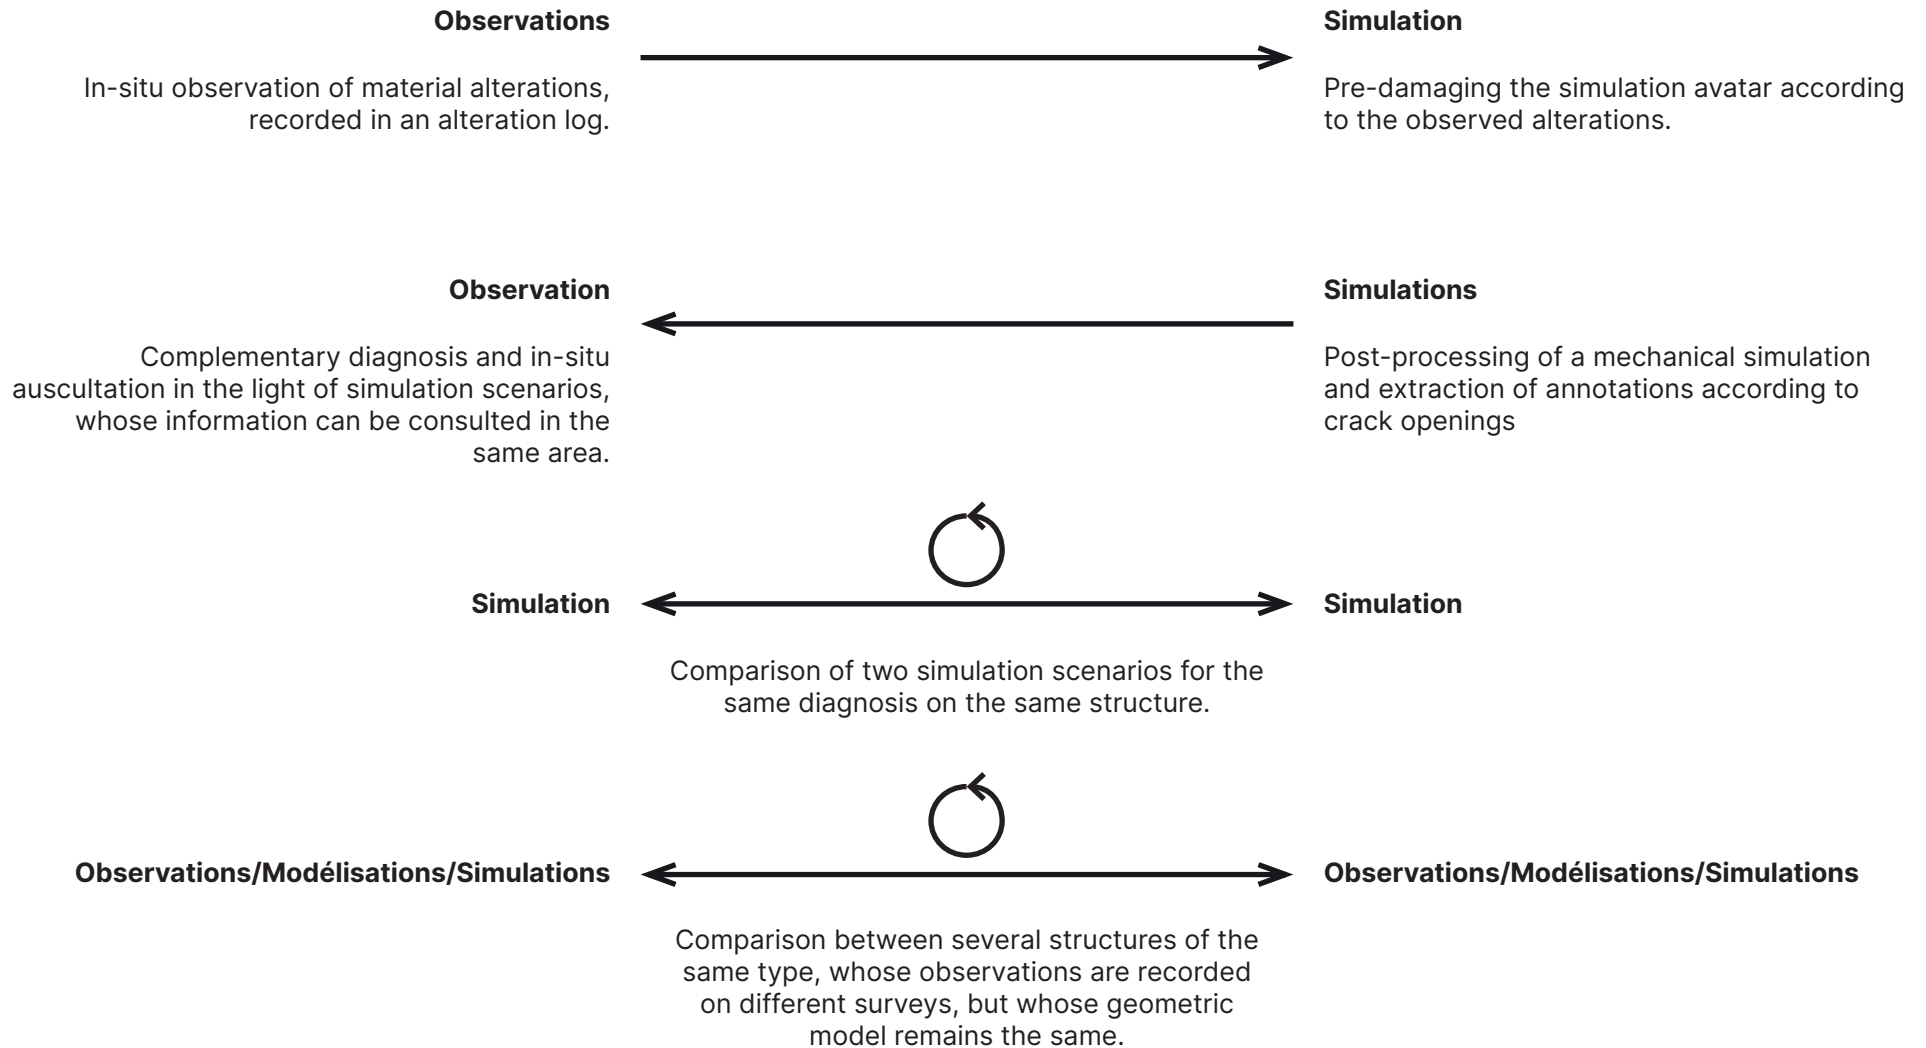 Observations
In-situ observation of material alterations,
recorded in an alteration log.
Simulation
Pre-damaging the simulation avatar according
to the observed alterations.
Observation
Complementary diagnosis and in-situ
auscultation in the light of simulation scenarios,
whose information can be consulted in the
same area.
Simulations
Post-processing of a mechanical simulation
and extraction of annotations according to
crack openings
Simulation
Simulation
Comparison of two simulation scenarios for the
same diagnosis on the same structure.
Observations/Modélisations/Simulations
Observations/Modélisations/Simulations
Comparison between several structures of the
same type, whose observations are recorded
on different surveys, but whose geometric
model remains the same.